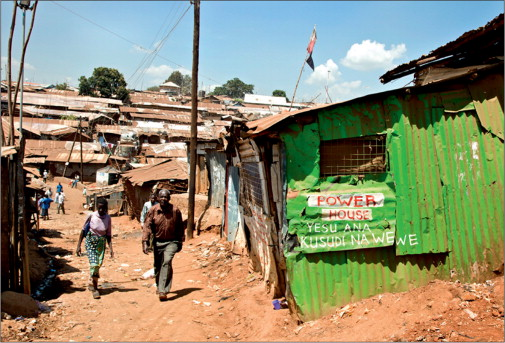 POWER
HOUSE
YESU ANA
KUSUDI NA WEWE